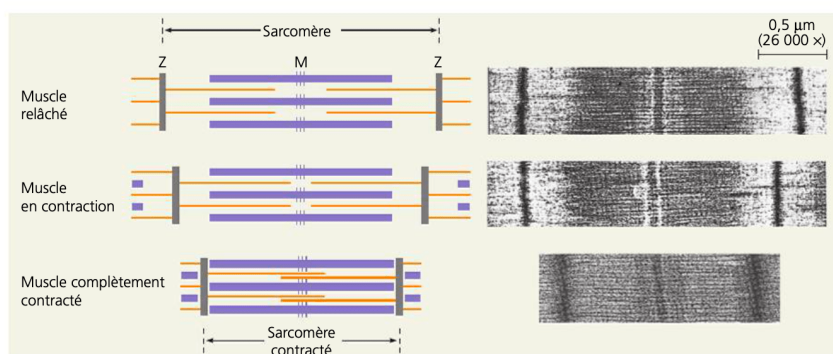 Sarcomère
0,5 µm
(26 000 ×)
Z
M
Z
Muscle
relâché
Muscle
en contraction
Muscle complètement
contracté
Sarcomère
contracté